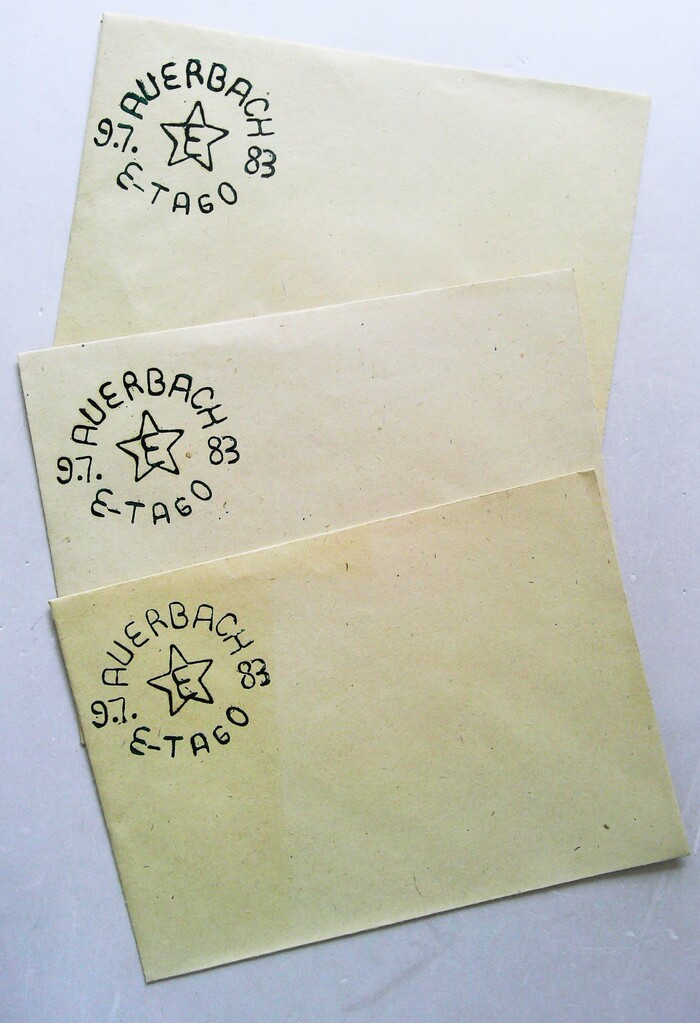 AUERBACH
9.7. E 83
E-TAGO
AUERBACH
9.7. E 83
E-TAGO
AUERBACH
9.7. E 83
E-TAGO